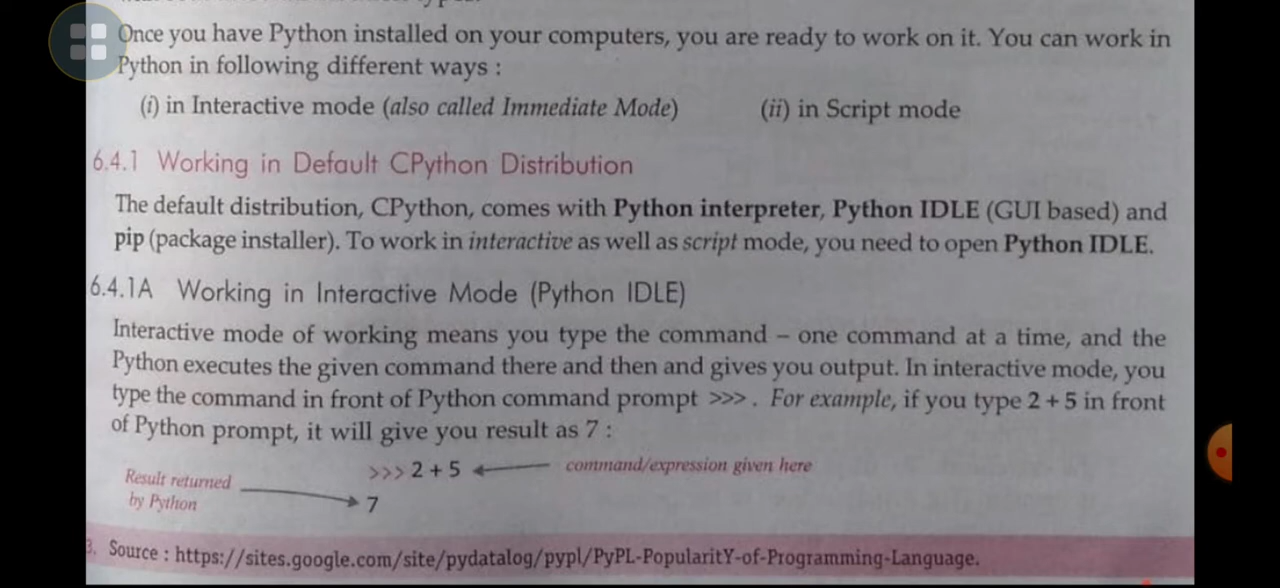 Once you have Python installed on your computers, you are ready to work on it. You can work in
Python in following different ways :
(i) in Interactive mode (also called Immediate Mode) (ii) in Script mode
6.4.1 Working in Default CPython Distribution
The default distribution, CPython, comes with Python interpreter, Python IDLE (GUI based) and
pip (package installer). To work in interactive as well as script mode, you need to open Python IDLE.
6.4.1A Working in Interactive Mode (Python IDLE)
Interactive mode of working means you type the command – one command at a time, and the
Python executes the given command there and then and gives you output. In interactive mode, you
type the command in front of Python command prompt >>> . For example, if you type 2 + 5 in front
of Python prompt, it will give you result as 7 :
>>> 2 + 5 command/expression given here
Result returned
by Python
7
3. Source : https://sites.google.com/site/pydatalog/pypl/PyPL-PopularitY-of-Programming-Language.